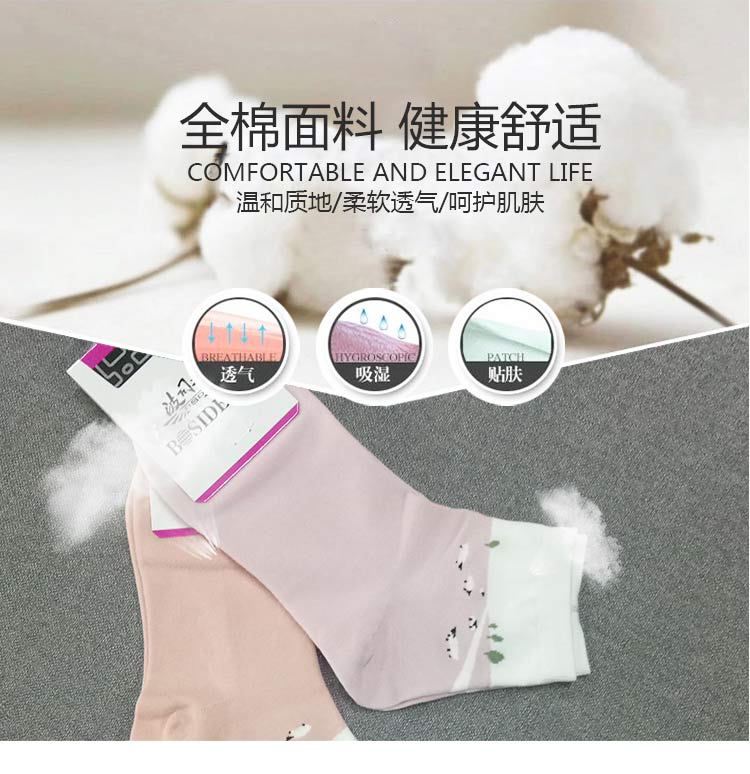 全棉面料 健康舒适
COMFORTABLE AND ELEGANT LIFE
温和质地/柔软透气/呵护肌肤
BREATHABLE
透气
HYGROSCOPIC
吸湿
PATCH
贴肤
BOSIDE